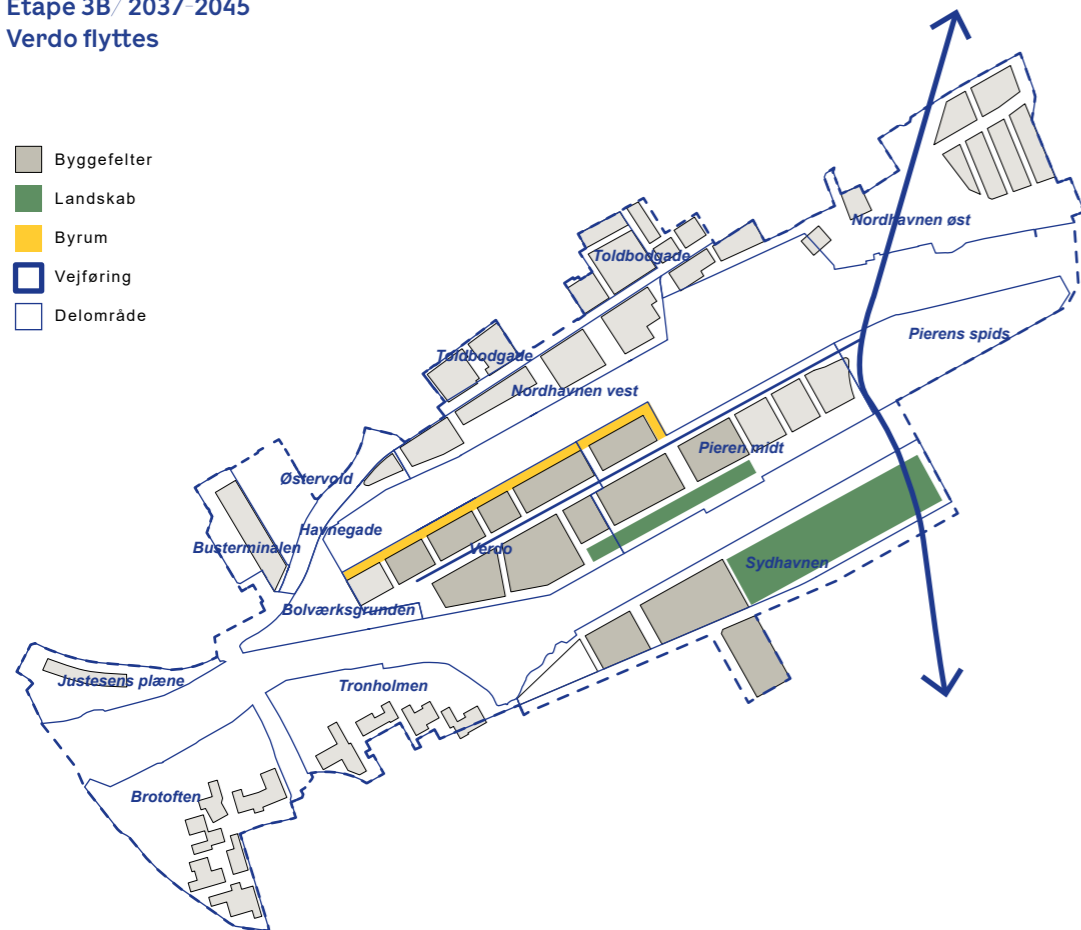 Etape 3B/ 2037-2045
Verdo flyttes
Byggefelter
Landskab
Byrum
Vejføring
Delområde
Nordhavnen øst
Toldbodgade
Pierens spids
Toldbodgade
Nordhavnen vest
Pieren midt
Østervold
Havnegade
Busterminalen
Verdo
Sydhavnen
Bolværksgrunden
Justesens plæne
Tronholmen
Brotoften